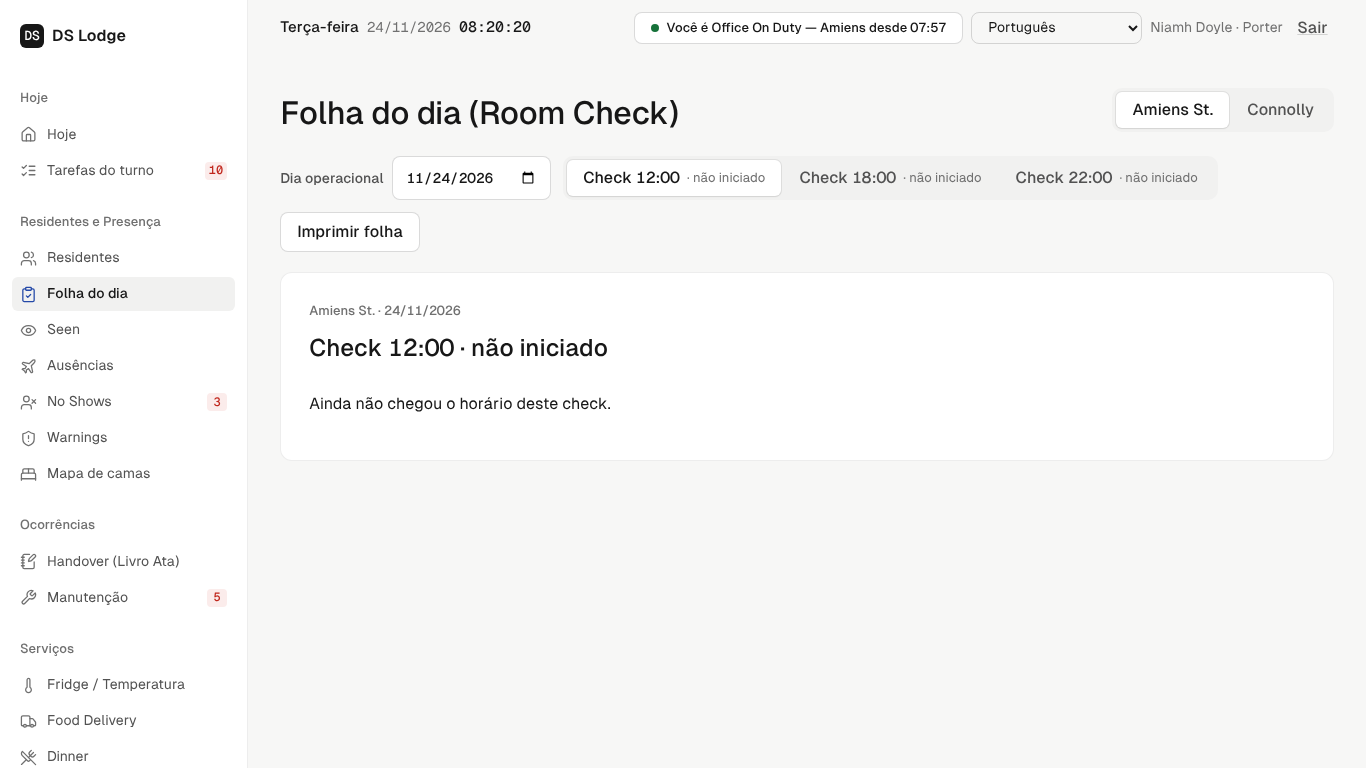 DS DS Lodge
Terça-feira 24/11/2026 08:20:20
Você é Office On Duty — Amiens desde 07:57
Português
Niamh Doyle · Porter
Sair
Hoje
Hoje
Tarefas do turno 10
Residentes e Presença
Residentes
Folha do dia
Seen
Ausências
No Shows 3
Warnings
Mapa de camas
Ocorrências
Handover (Livro Ata)
Manutenção 5
Serviços
Fridge / Temperatura
Food Delivery
Dinner
Folha do dia (Room Check)
Amiens St. Connolly
Dia operacional 11/24/2026
Check 12:00 · não iniciado
Check 18:00 · não iniciado
Check 22:00 · não iniciado
Imprimir folha
Amiens St. · 24/11/2026
Check 12:00 · não iniciado
Ainda não chegou o horário deste check.